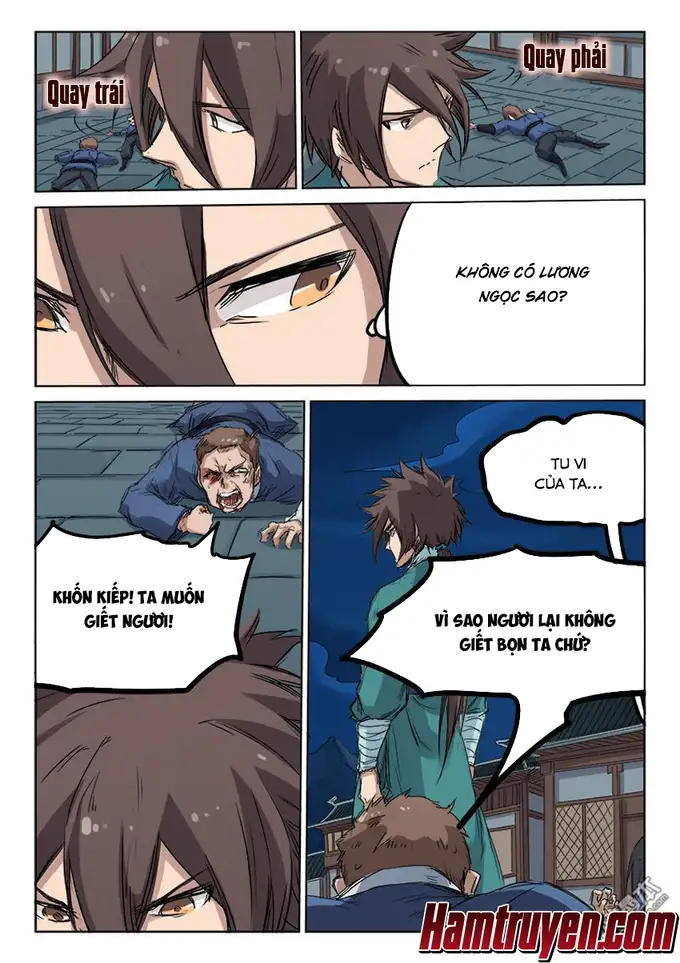 Quay trái
Quay phải
KHÔNG CÓ LƯƠNG
NGỌC SAO?
KHỐN KIẾP! TA MUỐN
GIẾT NGƯƠI!
TU VI
CỦA TA...
VÌ SAO NGƯƠI LẠI KHÔNG
GIẾT BỌN TA CHỨ?
Hamtruyen.com